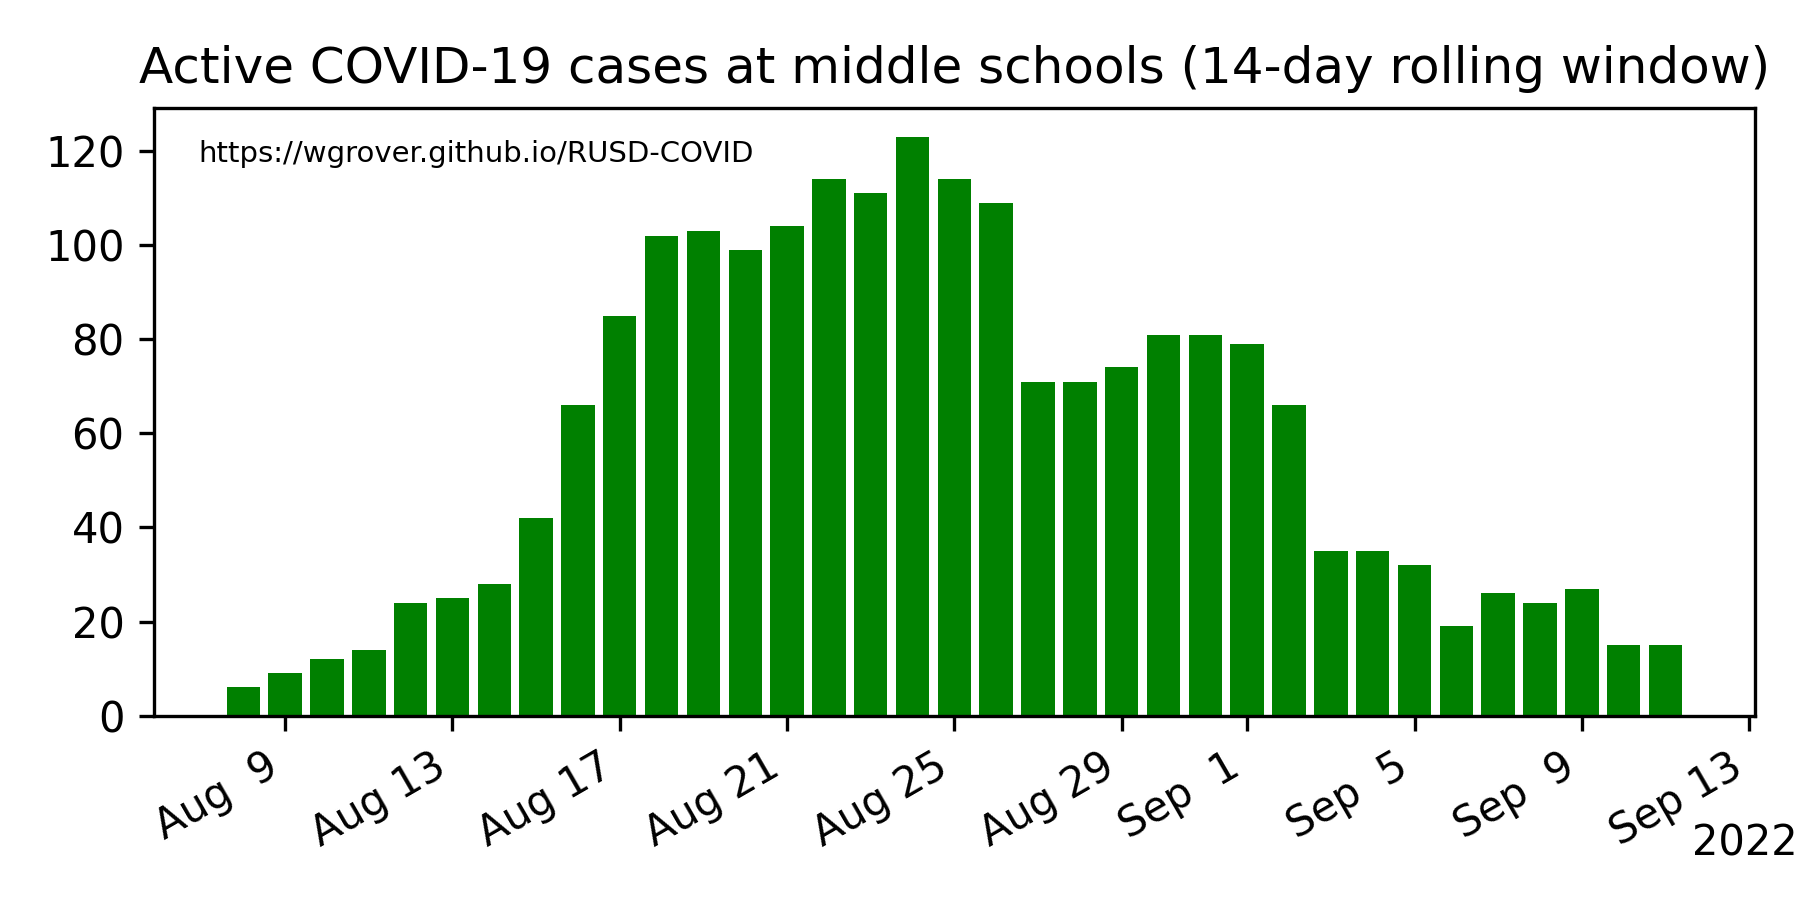 Active COVID-19 cases at middle schools (14-day rolling window)
https://wgrover.github.io/RUSD-COVID
120
100
80
60
40
20
0
Aug 9
Aug 13
Aug 17
Aug 21
Aug 25
Aug 29
Sep 1
Sep 5
Sep 9
Sep 13
2022